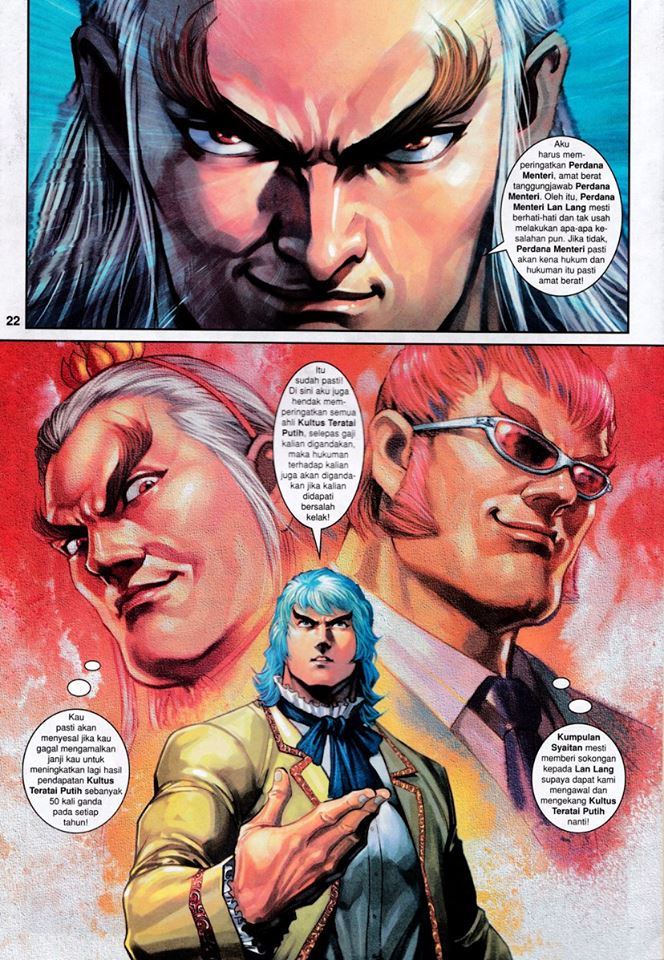 Aku
harus mem-
peringatkan Perdana
Menteri, amat berat
tanggungjawab Perdana
Menteri. Oleh itu, Perdana
Menteri Lan Lang mesti
berhati-hati dan tak usah
melakukan apa-apa ke-
salahan pun. Jika tidak,
Perdana Menteri pasti
akan kena hukum dan
hukuman itu pasti
amat berat!
22
Itu
sudah pasti!
Di sini aku juga
hendak mem-
peringatkan semua
ahli Kultus Teratai
Putih, selepas gaji
kalian digandakan,
maka hukuman
terhadap kalian
juga akan diganda-
kan jika kalian
didapati
bersalah
kelak!
Kau
pasti akan
menyesal jika kau
gagal mengamalkan
janji kau untuk
meningkatkan lagi hasil
pendapatan Kultus
Teratai Putih sebanyak
50 kali ganda
pada setiap
tahun!
Kumpulan
Syaitan mesti
memberi sokongan
kepada Lan Lang
supaya dapat kami
mengawal dan
mengekang Kultus
Teratai Putih
nanti!